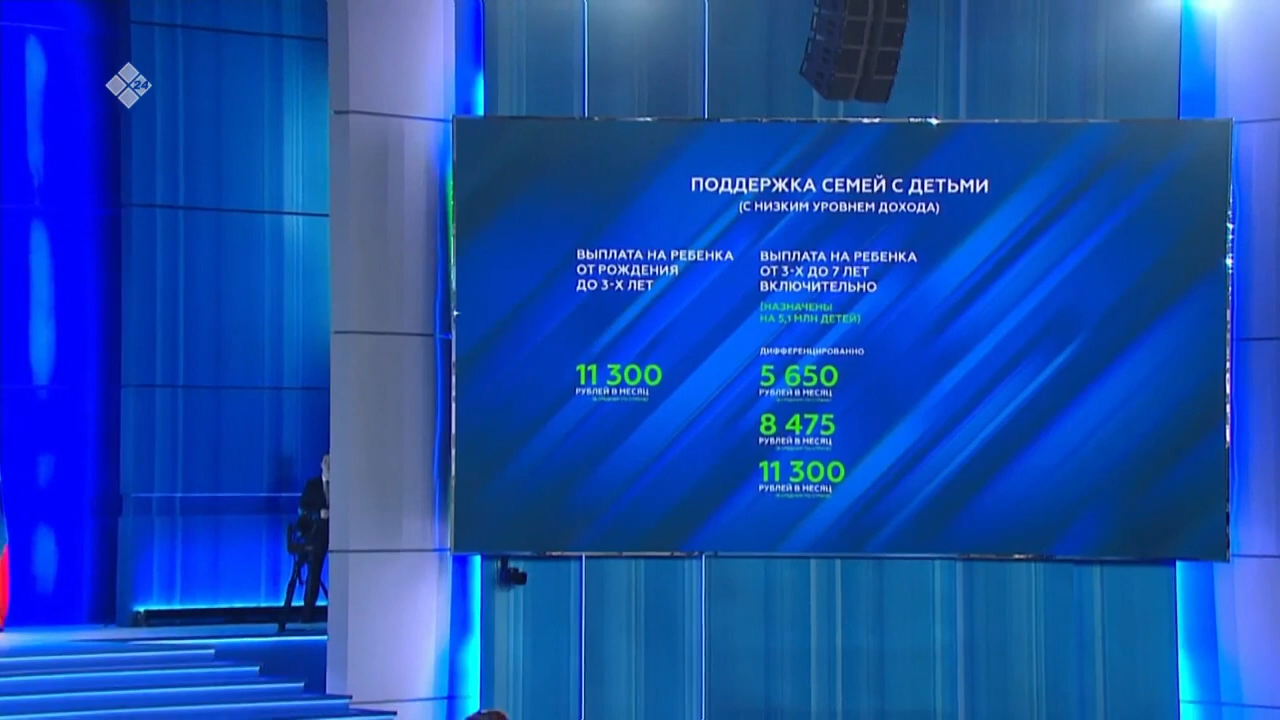 Х24
ПОДДЕРЖКА СЕМЕЙ С ДЕТЬМИ
(С НИЗКИМ УРОВНЕМ ДОХОДА)
ВЫПЛАТА НА РЕБЕНКА
ОТ РОЖДЕНИЯ
ДО 3-Х ЛЕТ
11 300
РУБЛЕЙ В МЕСЯЦ
ВЫПЛАТА НА РЕБЕНКА
ОТ 3-Х ДО 7 ЛЕТ
ВКЛЮЧИТЕЛЬНО
(НАЗНАЧЕНЫ
НА 5,1 МЛН ДЕТЕЙ)
ДИФФЕРЕНЦИРОВАННО
5 650
РУБЛЕЙ В МЕСЯЦ
8 475
РУБЛЕЙ В МЕСЯЦ
11 300
РУБЛЕЙ В МЕСЯЦ